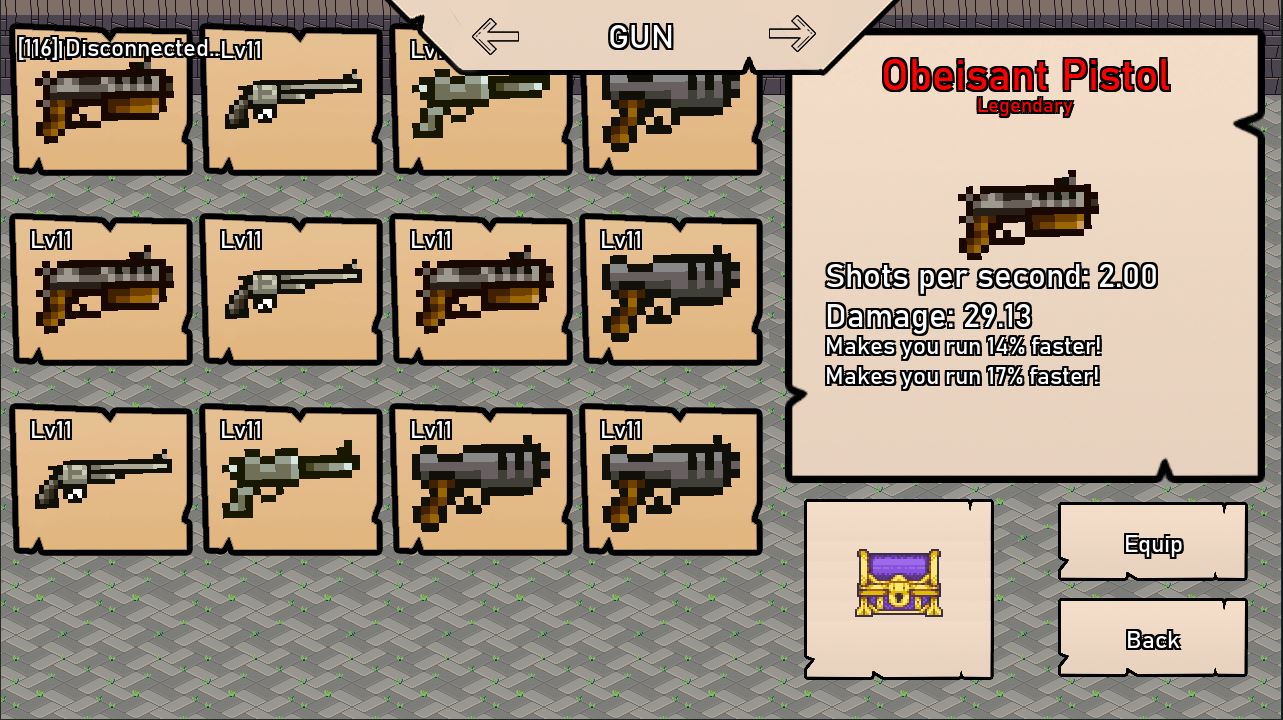 GUN
[116] Disconnected..
Lv11
Lv
Lv11
Lv11
Lv11
Lv11
Lv11
Lv11
Lv11
Lv11
Obeisant Pistol
Legendary
Shots per second: 2.00
Damage: 29.13
Makes you run 14% faster!
Makes you run 17% faster!
Equip
Back